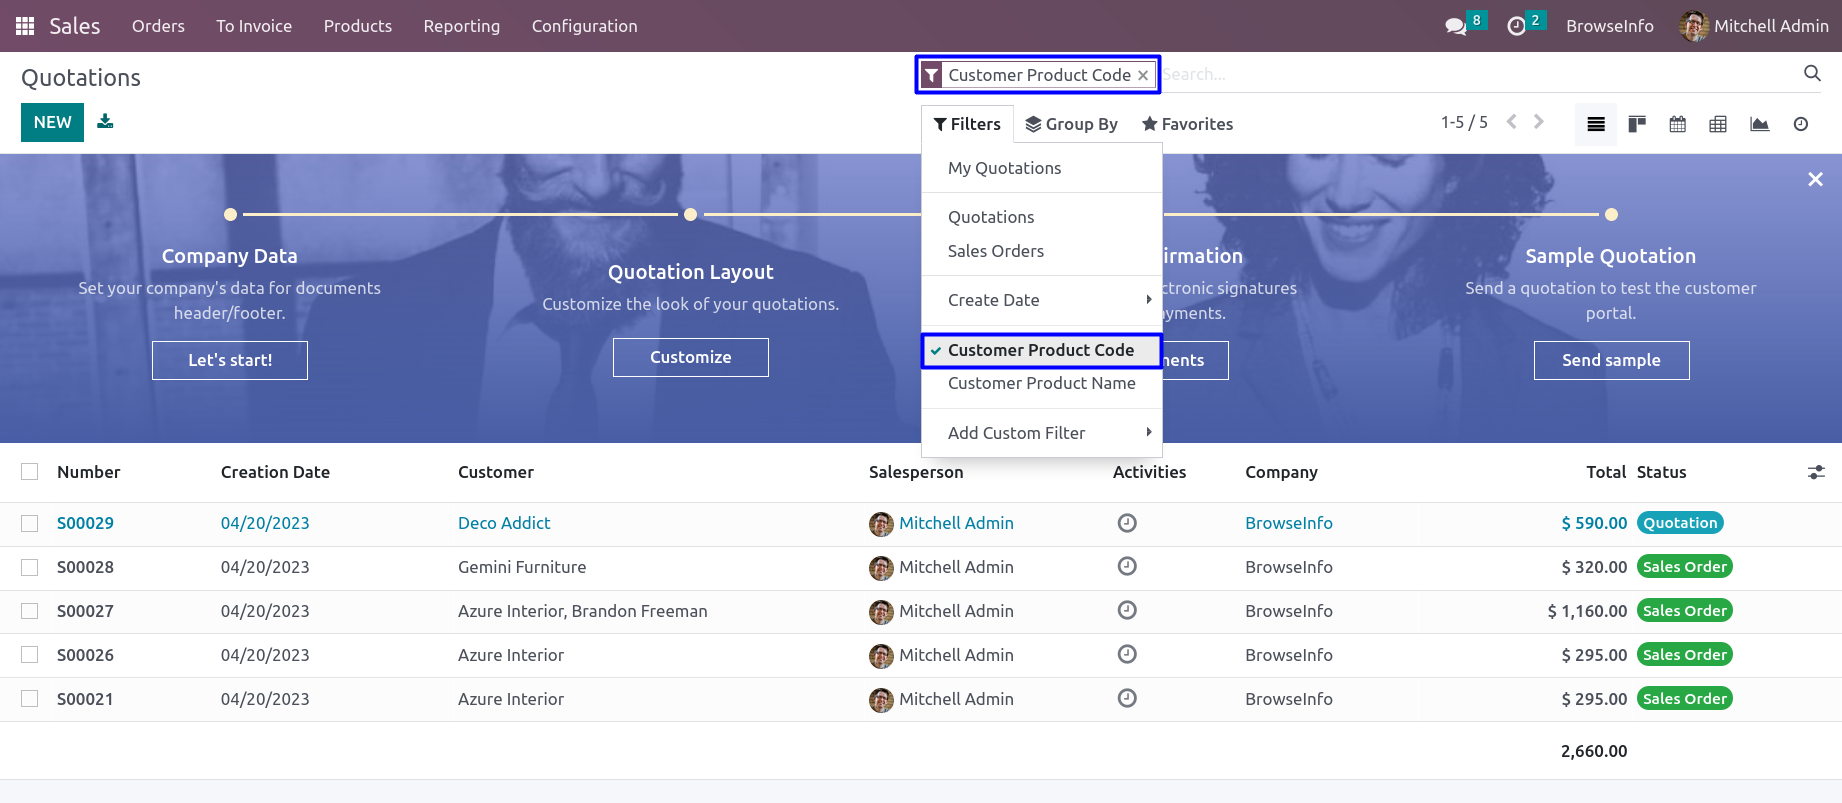 Sales Orders To Invoice Products Reporting Configuration 8 2 BrowseInfo Mitchell Admin
Quotations
Customer Product Code × Search...
NEW
Filters Group By Favorites 1-5 / 5
My Quotations
Quotations
Sales Orders
Create Date
Customer Product Code
Customer Product Name
Add Custom Filter
Company Data
Set your company's data for documents
header/footer.
Let's start!
Quotation Layout
Customize the look of your quotations.
Customize
irmation
ctronic signatures
yments.
nents
Sample Quotation
Send a quotation to test the customer
portal.
Send sample
Number Creation Date Customer Salesperson Activities Company Total Status
S00029 04/20/2023 Deco Addict Mitchell Admin BrowseInfo $ 590.00 Quotation
S00028 04/20/2023 Gemini Furniture Mitchell Admin BrowseInfo $ 320.00 Sales Order
S00027 04/20/2023 Azure Interior, Brandon Freeman Mitchell Admin BrowseInfo $ 1,160.00 Sales Order
S00026 04/20/2023 Azure Interior Mitchell Admin BrowseInfo $ 295.00 Sales Order
S00021 04/20/2023 Azure Interior Mitchell Admin BrowseInfo $ 295.00 Sales Order
2,660.00